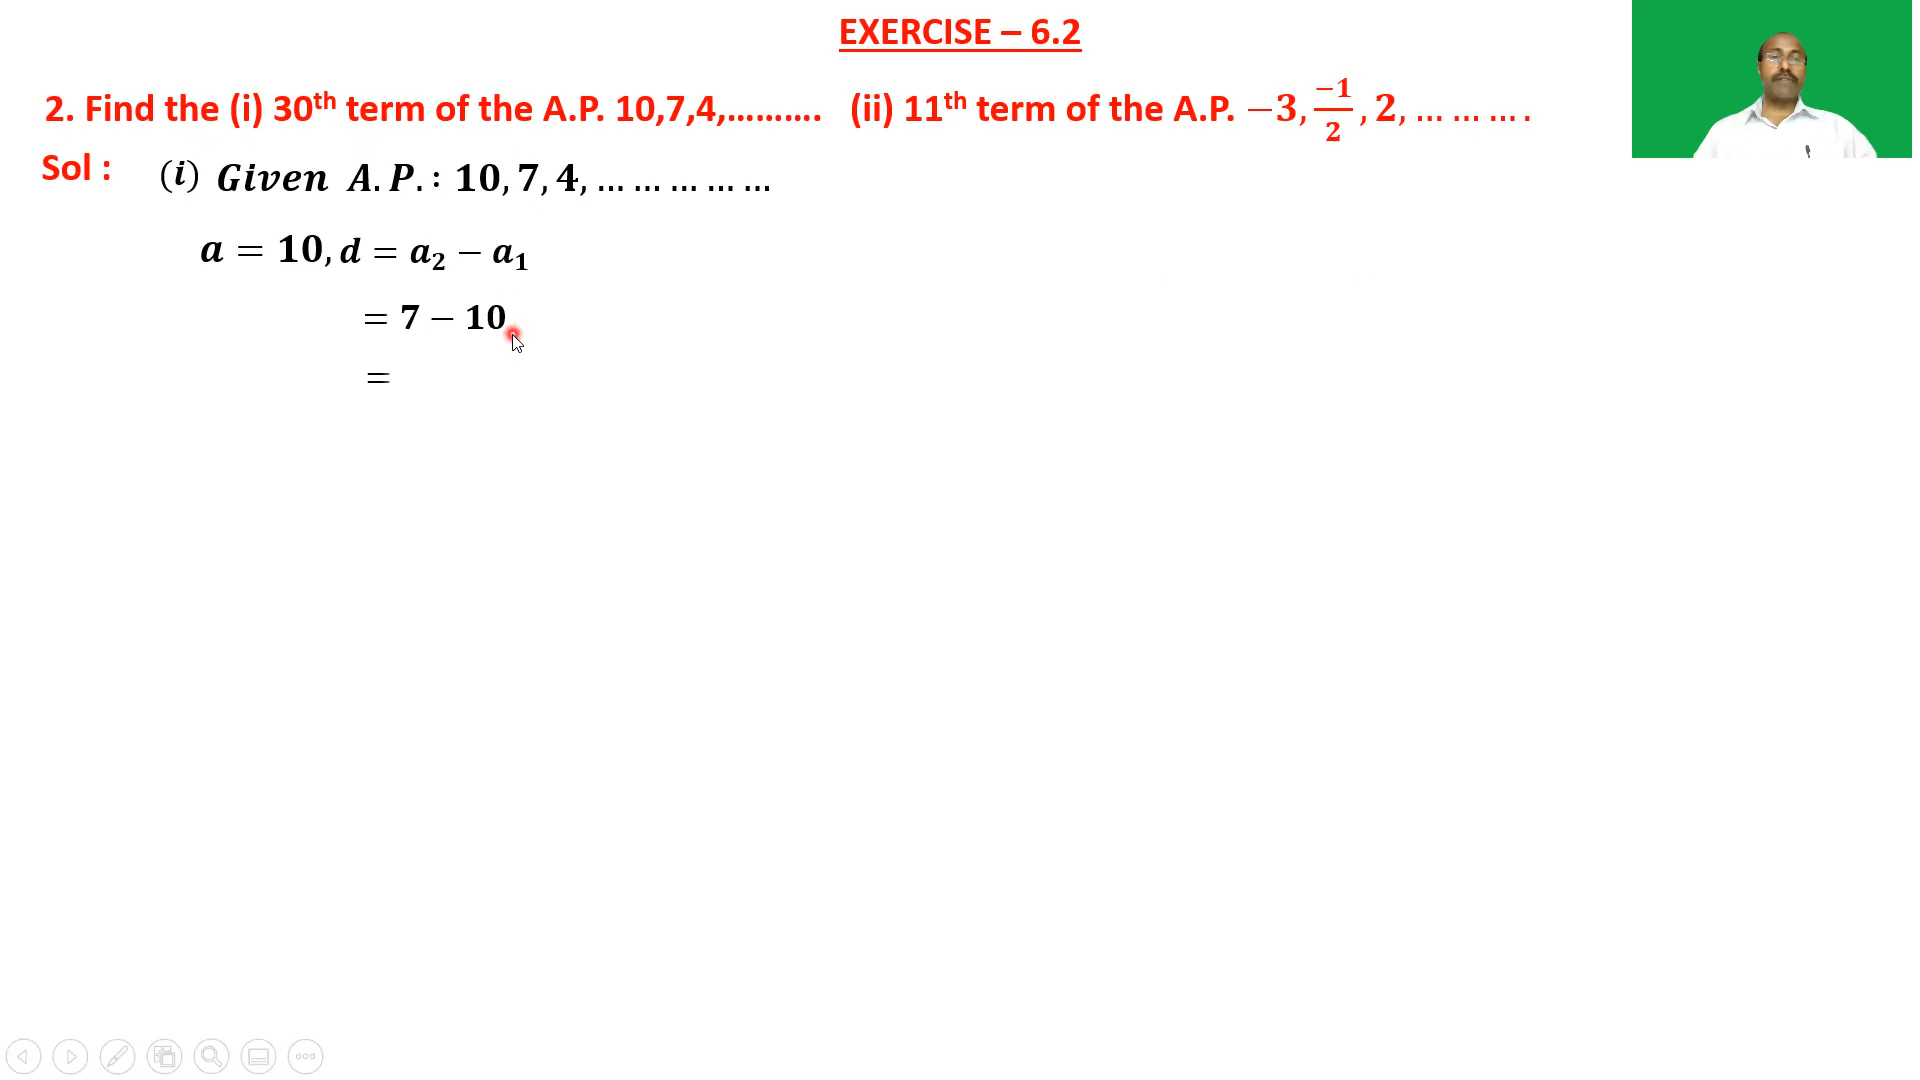 EXERCISE – 6.2
2. Find the (i) 30th term of the A.P. 10,7,4,.......... (ii) 11th term of the A.P. −3, −1/2 , 2, … … … .
Sol : (i) Given A.P. : 10, 7, 4, … … … … …
a = 10, d = a₂ − a₁
= 7 − 10
=